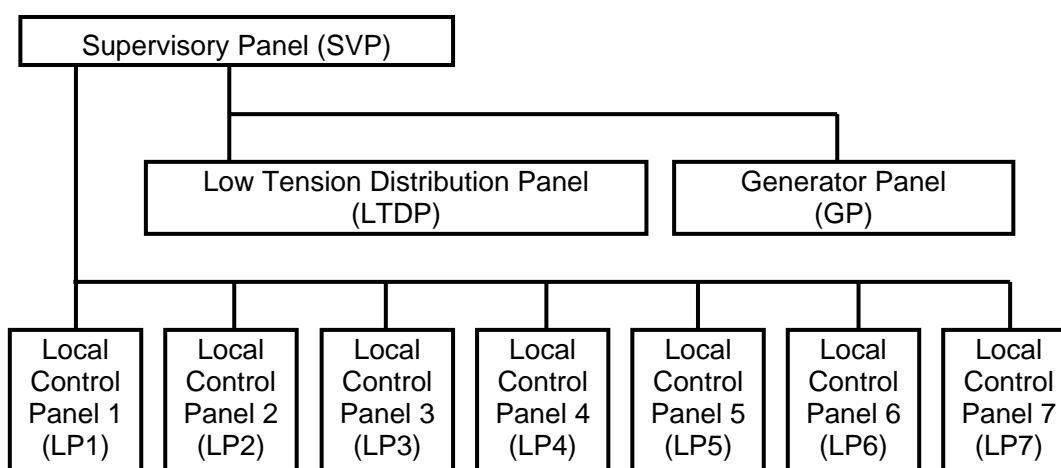 Supervisory Panel (SVP)
Low Tension Distribution Panel
(LTDP)
Generator Panel
(GP)
Local
Control
Panel 1
(LP1)
Local
Control
Panel 2
(LP2)
Local
Control
Panel 3
(LP3)
Local
Control
Panel 4
(LP4)
Local
Control
Panel 5
(LP5)
Local
Control
Panel 6
(LP6)
Local
Control
Panel 7
(LP7)